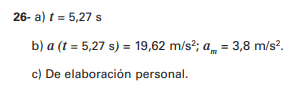 26- a) t = 5,27 s
b) a (t = 5,27 s) = 19,62 m/s²; aₘ = 3,8 m/s².
c) De elaboración personal.